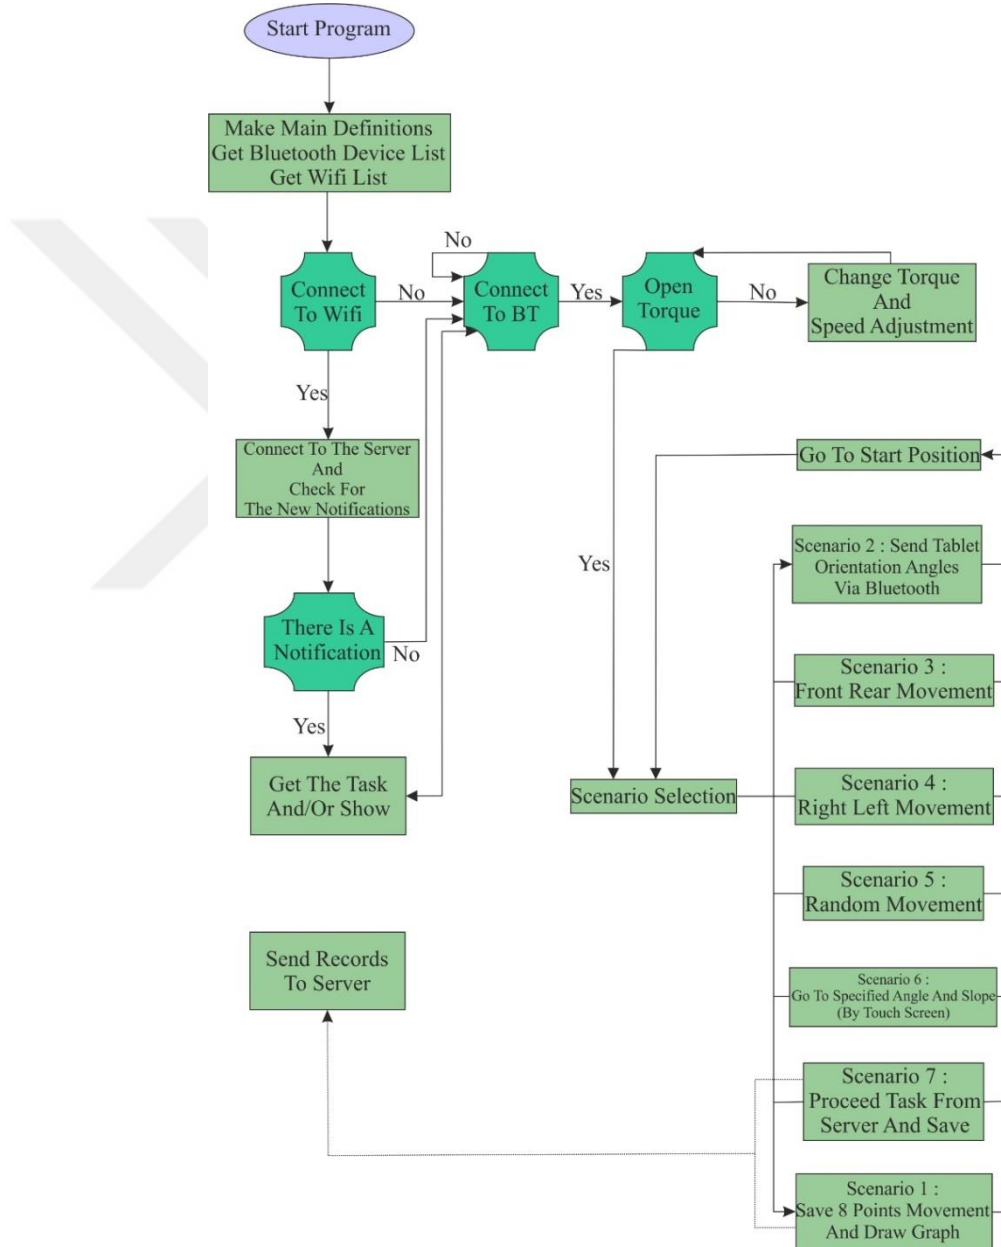 Start Program
Make Main Definitions
Get Bluetooth Device List
Get Wifi List
Connect
To Wifi
No
No
Connect
To BT
Yes
Open
Torque
No
Change Torque
And
Speed Adjustment
Yes
Connect To The Server
And
Check For
The New Notifications
There Is A
Notification
No
Yes
Get The Task
And/Or Show
Send Records
To Server
Yes
Scenario Selection
Go To Start Position
Scenario 2 : Send Tablet
Orientation Angles
Via Bluetooth
Scenario 3 :
Front Rear Movement
Scenario 4 :
Right Left Movement
Scenario 5 :
Random Movement
Scenario 6 :
Go To Specified Angle And Slope
(By Touch Screen)
Scenario 7 :
Proceed Task From
Server And Save
Scenario 1 :
Save 8 Points Movement
And Draw Graph